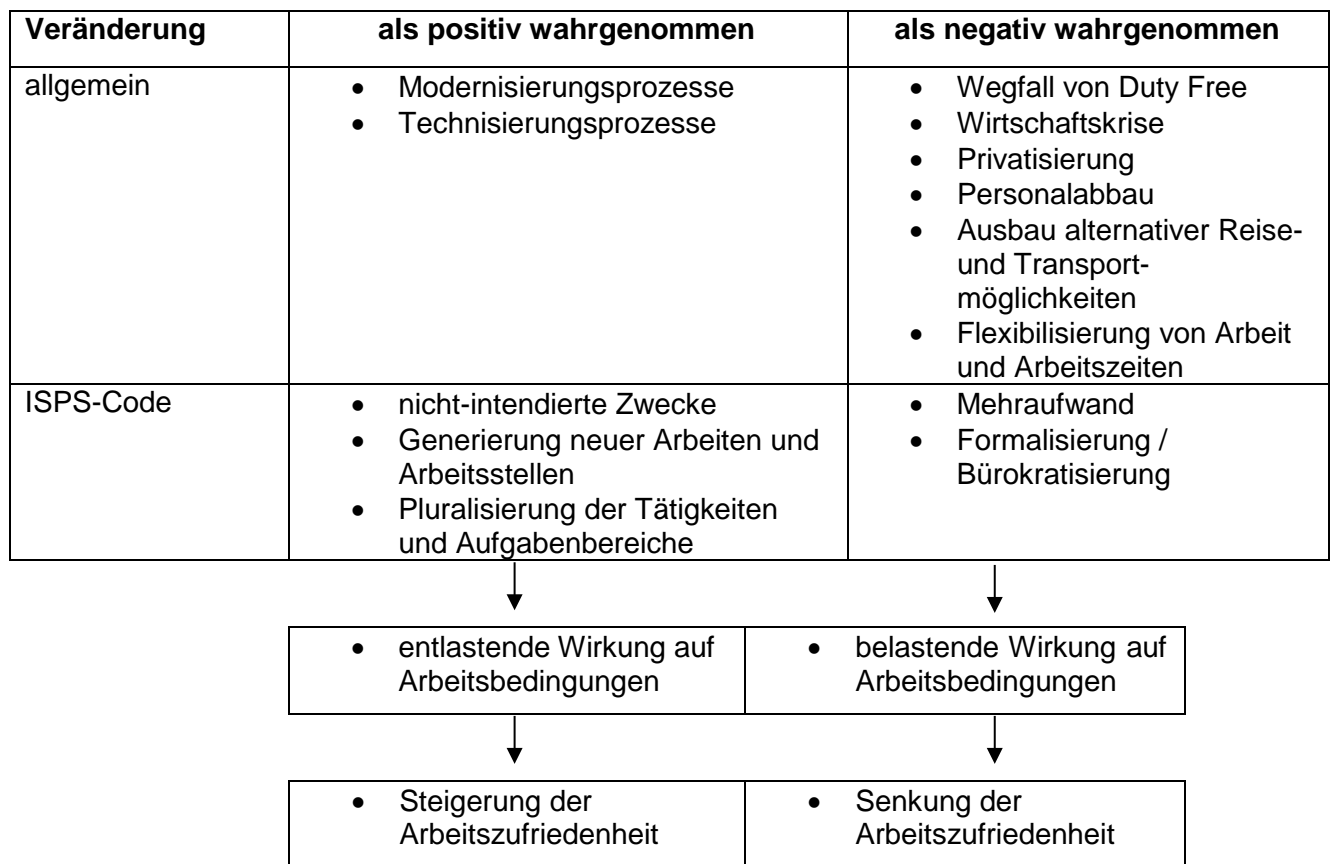 Veränderung
als positiv wahrgenommen
als negativ wahrgenommen
allgemein
• Modernisierungsprozesse
• Technisierungsprozesse
• Wegfall von Duty Free
• Wirtschaftskrise
• Privatisierung
• Personalabbau
• Ausbau alternativer Reise-
und Transport-
möglichkeiten
• Flexibilisierung von Arbeit
und Arbeitszeiten
ISPS-Code
• nicht-intendierte Zwecke
• Generierung neuer Arbeiten und
Arbeitsstellen
• Pluralisierung der Tätigkeiten
und Aufgabenbereiche
• Mehraufwand
• Formalisierung /
Bürokratisierung
• entlastende Wirkung auf
Arbeitsbedingungen
• belastende Wirkung auf
Arbeitsbedingungen
• Steigerung der
Arbeitszufriedenheit
• Senkung der
Arbeitszufriedenheit